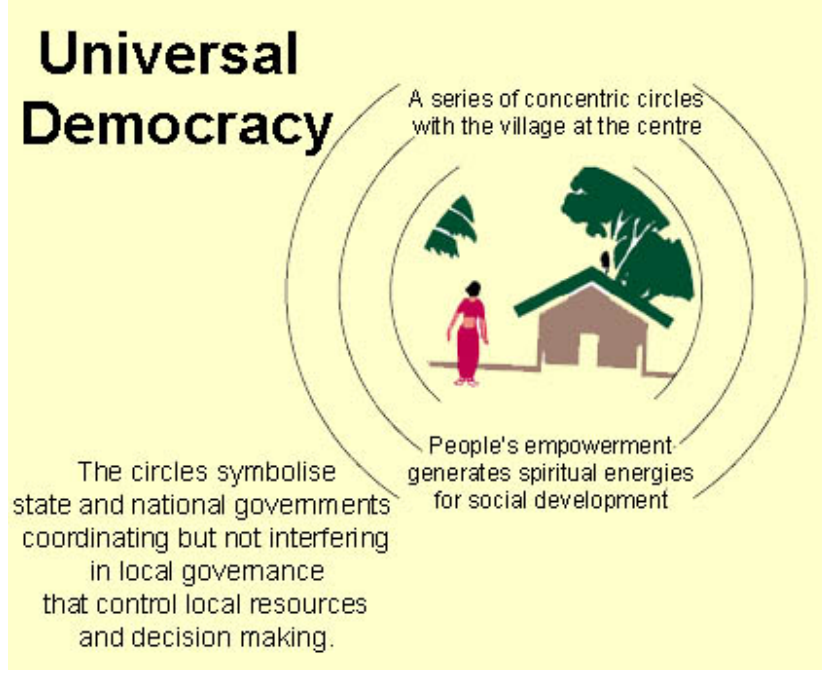 Universal
Democracy
A series of concentric circles
with the village at the centre
People's empowerment
generates spiritual energies
for social development
The circles symbolise
state and national governments
coordinating but not interfering
in local governance
that control local resources
and decision making.